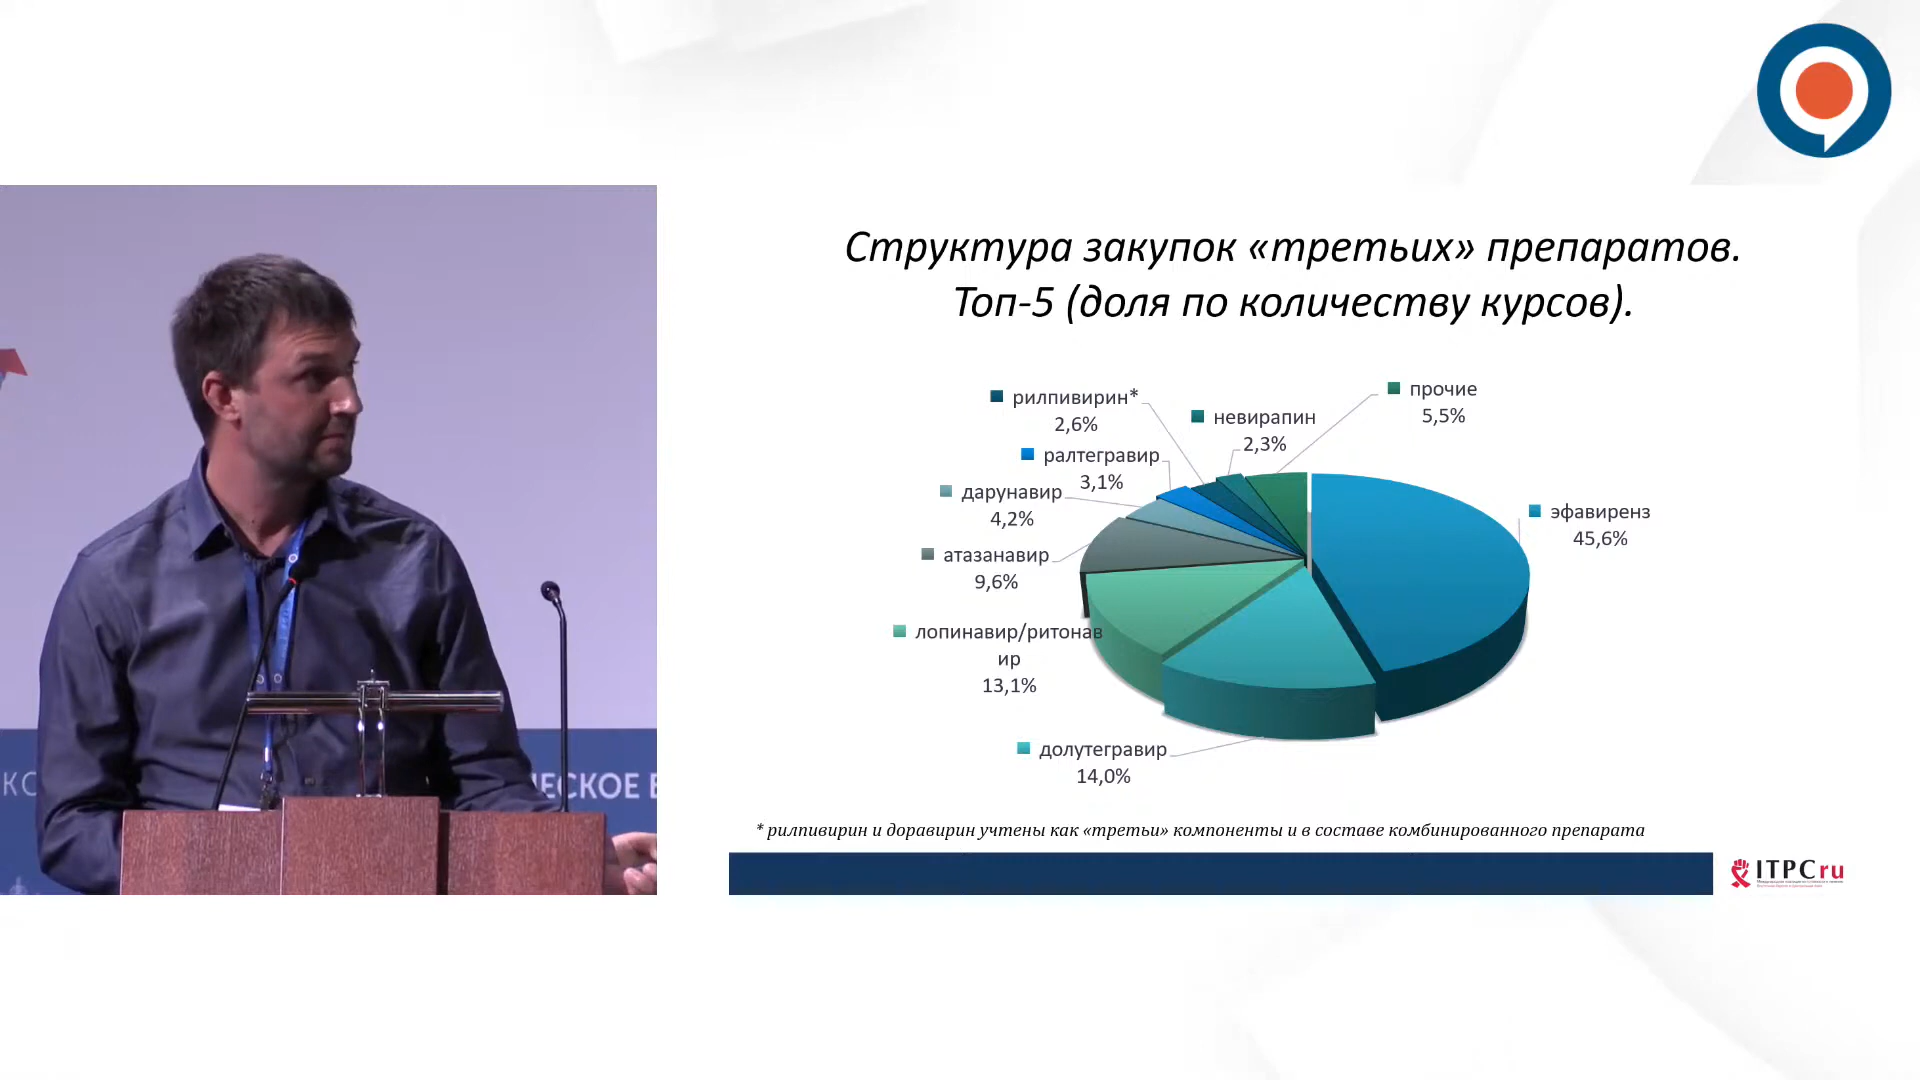 Структура закупок «третьих» препаратов.
Топ-5 (доля по количеству курсов).
рилпивирин*
2,6%
невирапин
2,3%
прочие
5,5%
ралтегравир
3,1%
дарунавир
4,2%
эфавиренз
45,6%
атазанавир
9,6%
лопинавир/ритонав
ир
13,1%
долутегравир
14,0%
* рилпивирин и доравирин учтены как «третьи» компоненты и в составе комбинированного препарата
ITPCru